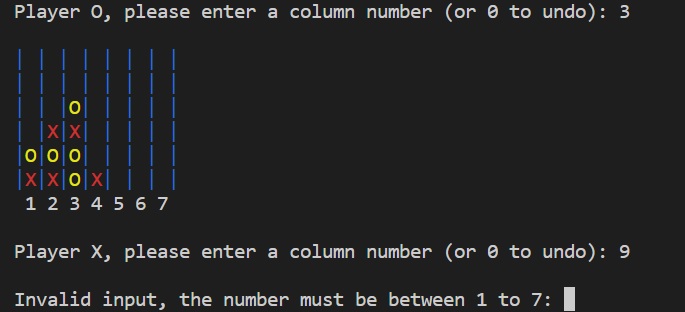 Player O, please enter a column number (or 0 to undo): 3
| | | | | | | |
| | | | | | | |
| | |O| | | | |
| |X|X| | | | |
|O|O|O| | | | |
|X|X|O|X| | | |
1 2 3 4 5 6 7
Player X, please enter a column number (or 0 to undo): 9
Invalid input, the number must be between 1 to 7: